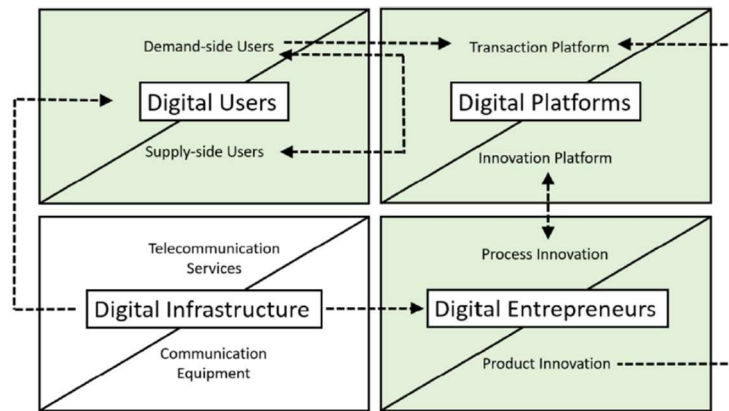 Demand-side Users
Digital Users
Supply-side Users
Transaction Platform
Digital Platforms
Innovation Platform
Telecommunication
Services
Digital Infrastructure
Communication
Equipment
Process Innovation
Digital Entrepreneurs
Product Innovation